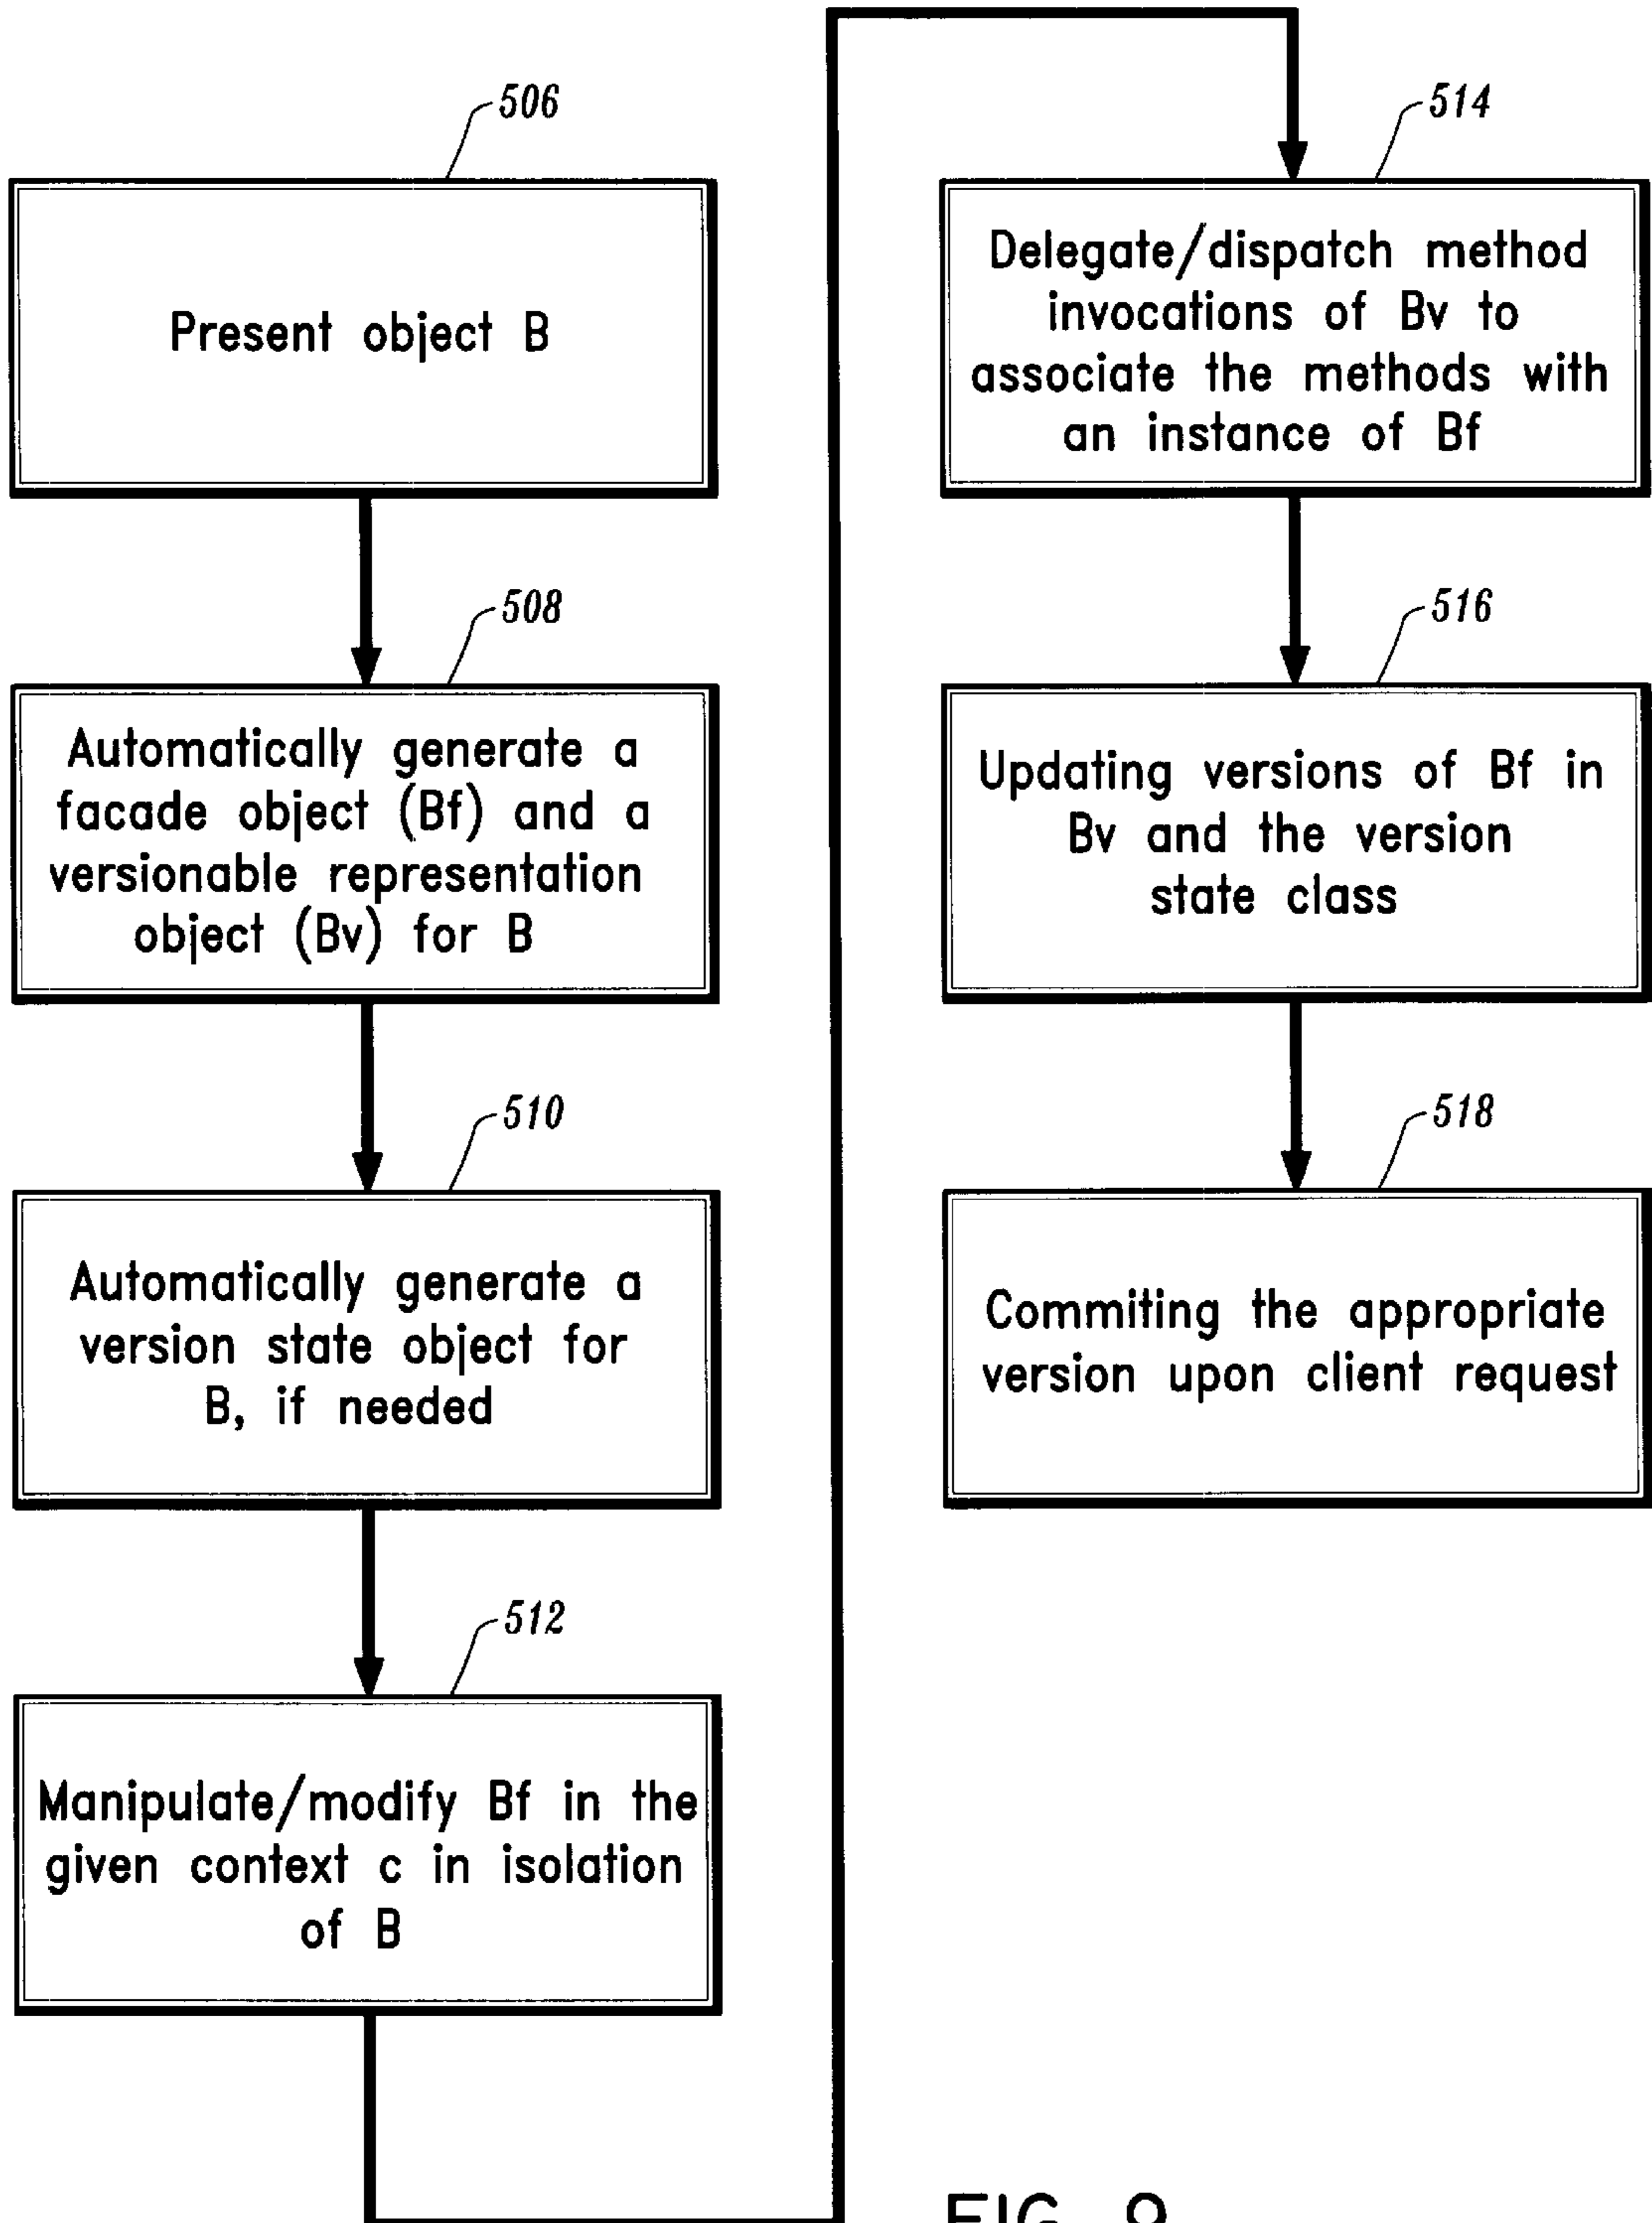 506
Present object B
508
Automatically generate a
facade object (Bf) and a
versionable representation
object (Bv) for B
510
Automatically generate a
version state object for
B, if needed
512
Manipulate/modify Bf in the
given context c in isolation
of B
514
Delegate/dispatch method
invocations of Bv to
associate the methods with
an instance of Bf
516
Updating versions of Bf in
Bv and the version
state class
518
Commiting the appropriate
version upon client request
FIG. 9